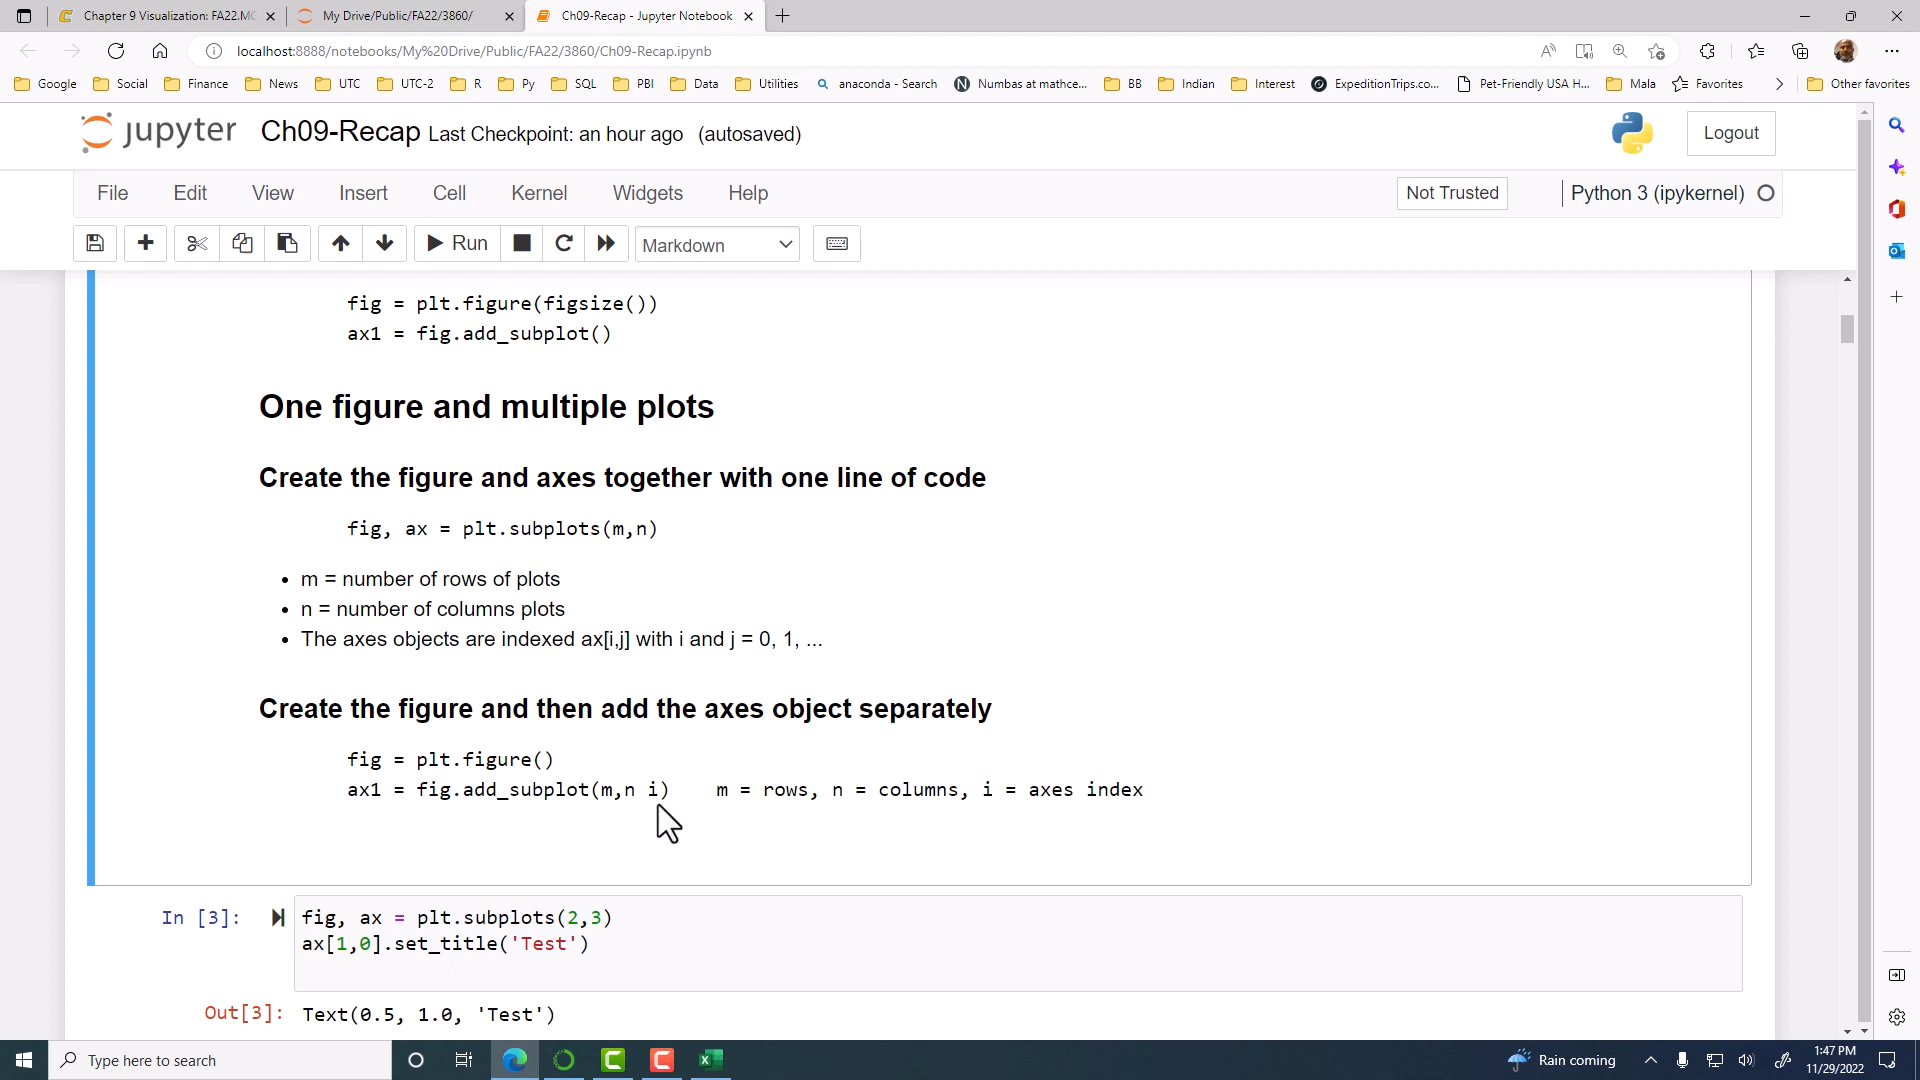 Chapter 9 Visualization: FA22.MG
My Drive/Public/FA22/3860/
Ch09-Recap - Jupyter Notebook
localhost:8888/notebooks/My%20Drive/Public/FA22/3860/Ch09-Recap.ipynb
Google Social Finance News UTC UTC-2 R Py SQL PBI Data Utilities anaconda - Search Numbas at mathce... BB Indian Interest ExpeditionTrips.co... Pet-Friendly USA H... Mala Favorites Other favorites
jupyter Ch09-Recap Last Checkpoint: an hour ago (autosaved) Logout
File Edit View Insert Cell Kernel Widgets Help Not Trusted Python 3 (ipykernel)
Run Markdown
fig = plt.figure(figsize())
ax1 = fig.add_subplot()
One figure and multiple plots
Create the figure and axes together with one line of code
fig, ax = plt.subplots(m,n)
• m = number of rows of plots
• n = number of columns plots
• The axes objects are indexed ax[i,j] with i and j = 0, 1, ...
Create the figure and then add the axes object separately
fig = plt.figure()
ax1 = fig.add_subplot(m,n i) m = rows, n = columns, i = axes index
In [3]: fig, ax = plt.subplots(2,3)
ax[1,0].set_title('Test')
Out[3]: Text(0.5, 1.0, 'Test')
Type here to search
Rain coming
1:47 PM
11/29/2022